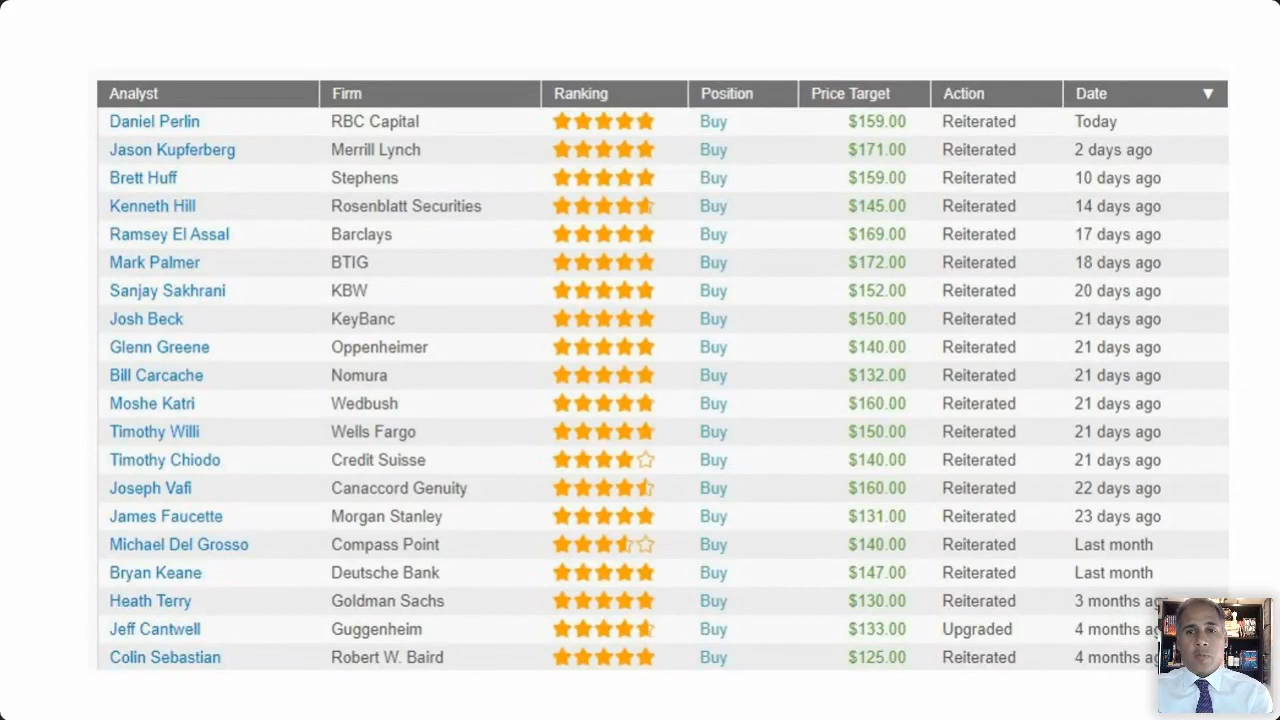 Analyst Firm Ranking Position Price Target Action Date ▼
Daniel Perlin RBC Capital Buy $159.00 Reiterated Today
Jason Kupferberg Merrill Lynch Buy $171.00 Reiterated 2 days ago
Brett Huff Stephens Buy $159.00 Reiterated 10 days ago
Kenneth Hill Rosenblatt Securities Buy $145.00 Reiterated 14 days ago
Ramsey El Assal Barclays Buy $169.00 Reiterated 17 days ago
Mark Palmer BTIG Buy $172.00 Reiterated 18 days ago
Sanjay Sakhrani KBW Buy $152.00 Reiterated 20 days ago
Josh Beck KeyBanc Buy $150.00 Reiterated 21 days ago
Glenn Greene Oppenheimer Buy $140.00 Reiterated 21 days ago
Bill Carcache Nomura Buy $132.00 Reiterated 21 days ago
Moshe Katri Wedbush Buy $160.00 Reiterated 21 days ago
Timothy Willi Wells Fargo Buy $150.00 Reiterated 21 days ago
Timothy Chiodo Credit Suisse Buy $140.00 Reiterated 21 days ago
Joseph Vafi Canaccord Genuity Buy $160.00 Reiterated 22 days ago
James Faucette Morgan Stanley Buy $131.00 Reiterated 23 days ago
Michael Del Grosso Compass Point Buy $140.00 Reiterated Last month
Bryan Keane Deutsche Bank Buy $147.00 Reiterated Last month
Heath Terry Goldman Sachs Buy $130.00 Reiterated 3 months
Jeff Cantwell Guggenheim Buy $133.00 Upgraded 4 months
Colin Sebastian Robert W. Baird Buy $125.00 Reiterated 4 months